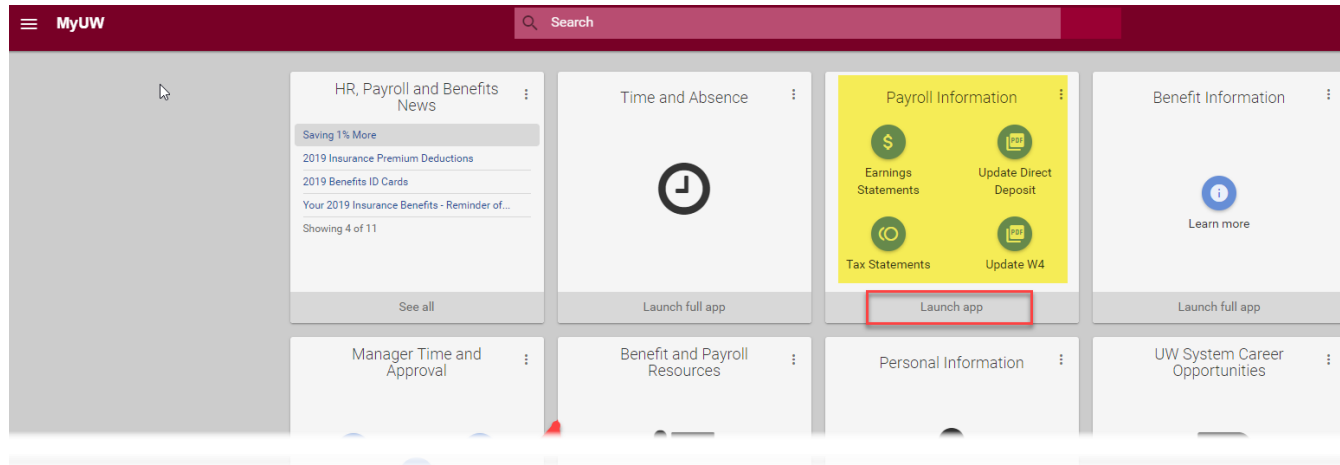 MyUW
Search
HR, Payroll and Benefits
News
Saving 1% More
2019 Insurance Premium Deductions
2019 Benefits ID Cards
Your 2019 Insurance Benefits - Reminder of...
Showing 4 of 11
See all
Time and Absence
Launch full app
Payroll Information
$
PDF
Earnings
Statements
Update Direct
Deposit
PDF
Tax Statements
Update W4
Launch app
Benefit Information
Learn more
Launch full app
Manager Time and
Approval
Benefit and Payroll
Resources
Personal Information
UW System Career
Opportunities